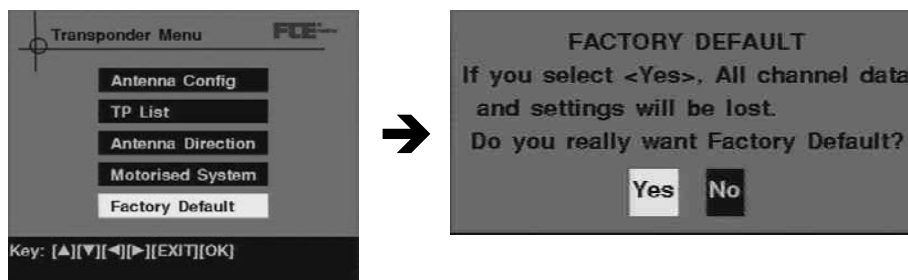 Transponder Menu
FTE
Antenna Config
TP List
Antenna Direction
Motorised System
Factory Default
Key: [▲][▼][◄][►][EXIT][OK]
FACTORY DEFAULT
If you select <Yes>, All channel data
and settings will be lost.
Do you really want Factory Default?
Yes No